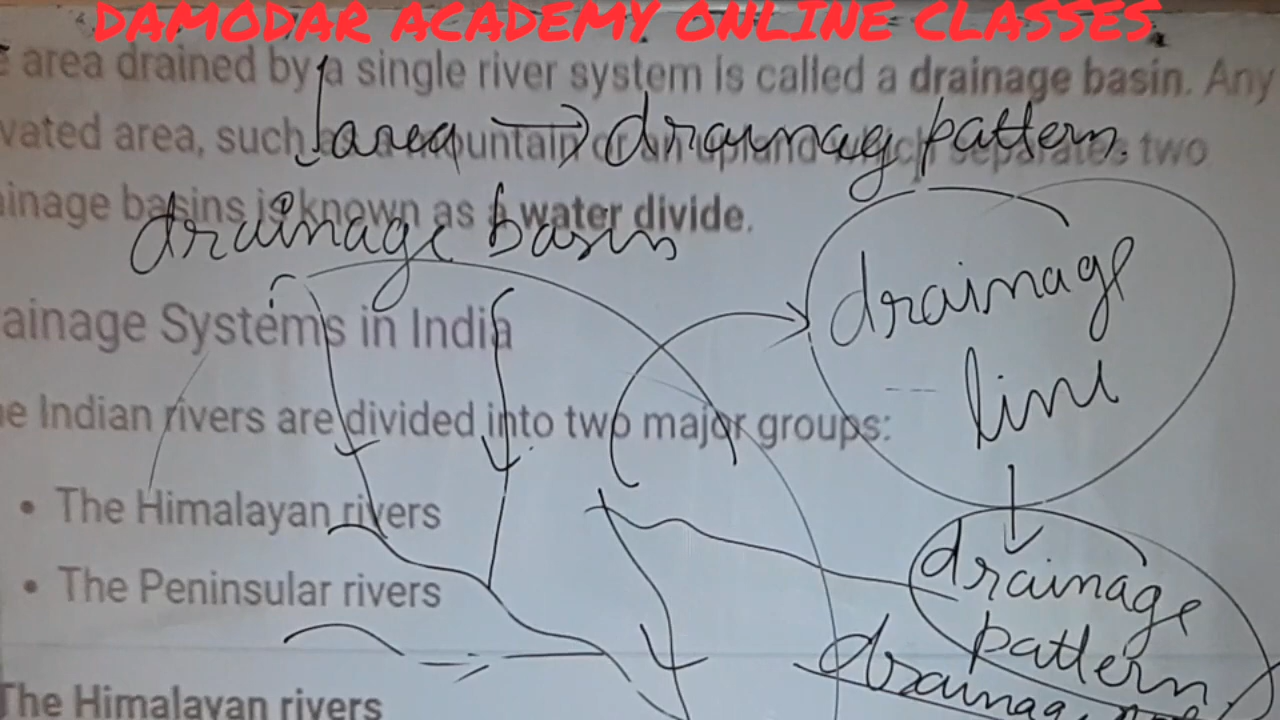 DAMODAR ACADEMY ONLINE CLASSES
area drained by a single river system is called a drainage basin. Any
vated area, such mountain or an upland which separates two
area → drainag pattern.
ainage basins is known as a water divide.
drainage basin
drainage
line
ainage Systems in India
e Indian rivers are divided into two major groups:
• The Himalayan rivers
• The Peninsular rivers
drainage
pattern
The Himalayan rivers